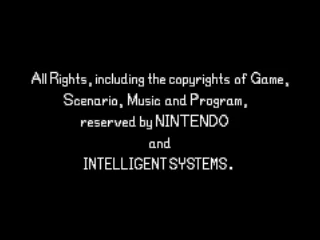 All Rights, including the copyrights of Game,
Scenario, Music and Program,
reserved by NINTENDO
and
INTELLIGENT SYSTEMS.